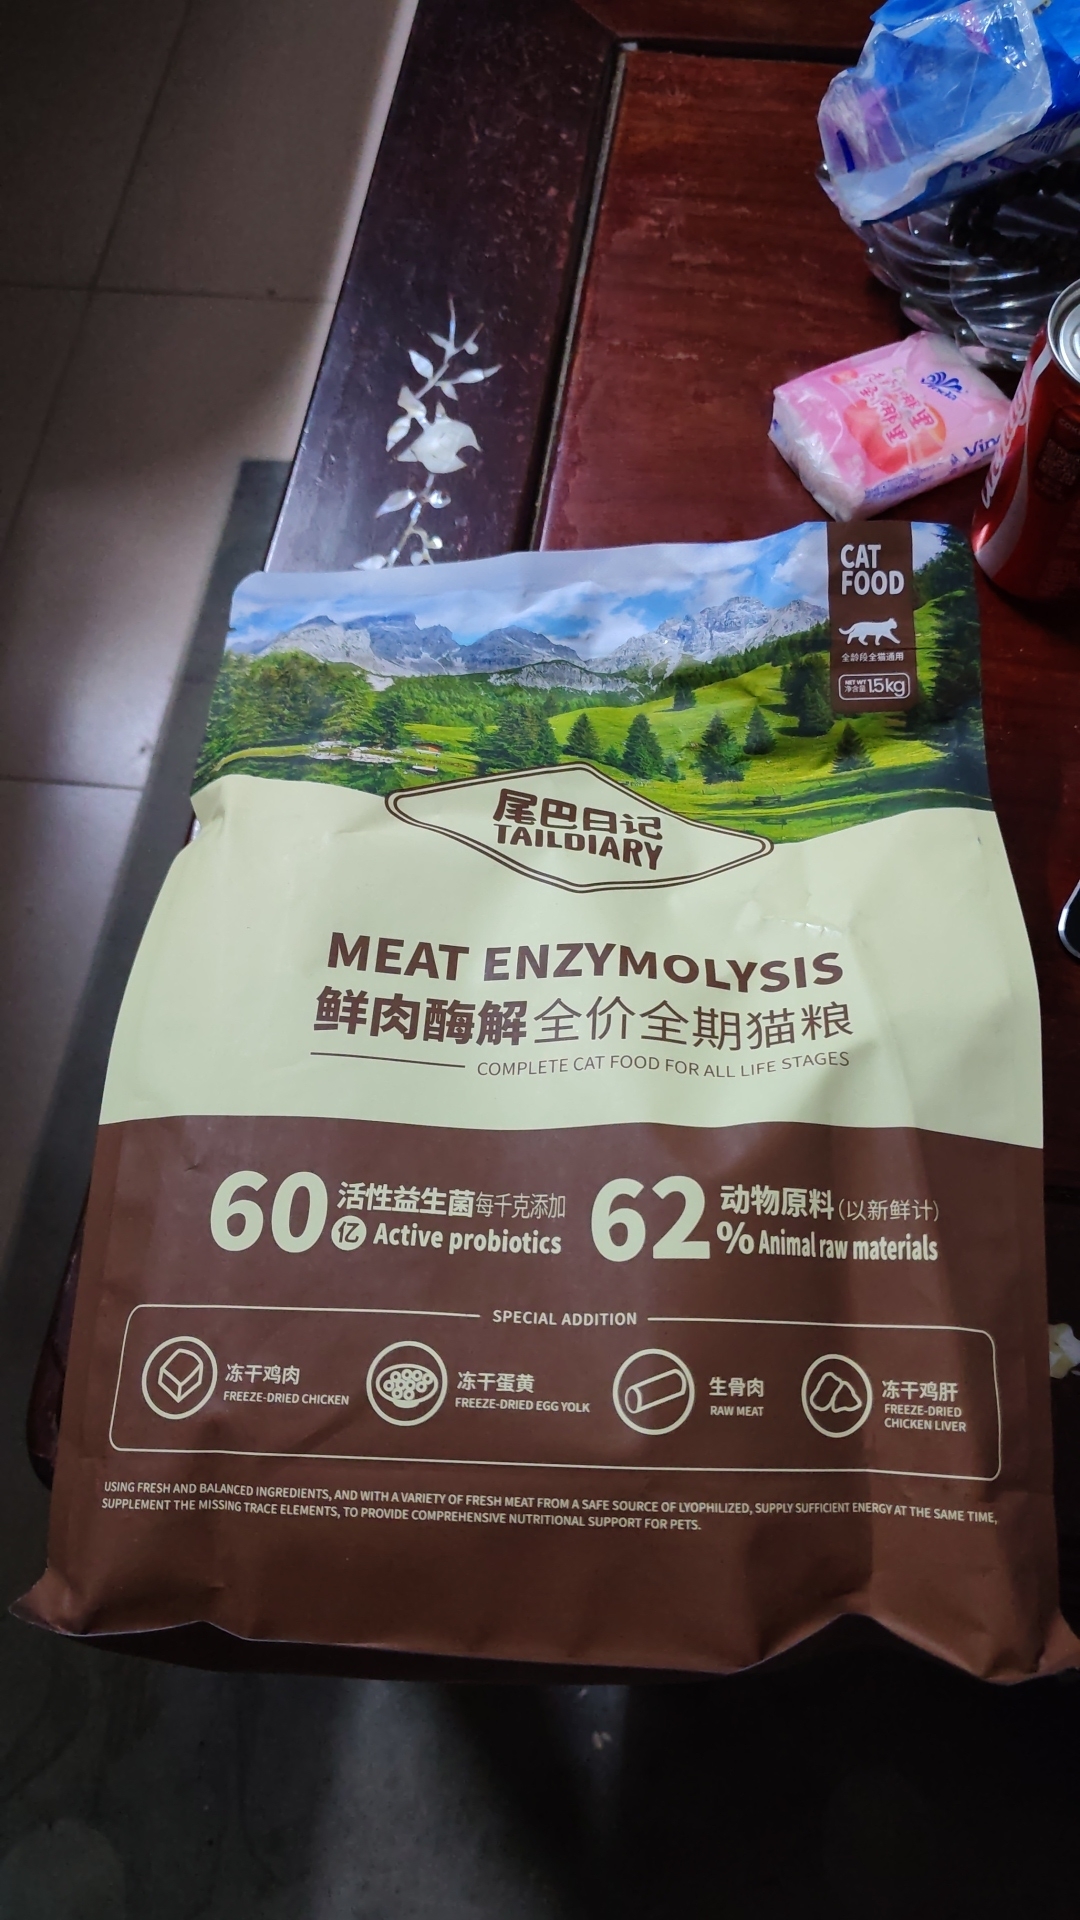 Vinda
CAT
FOOD
全龄段全猫通用
NET WT
净含量 1.5kg
尾巴日记
TAILDIARY
MEAT ENZYMOLYSIS
鲜肉酶解全价全期猫粮
COMPLETE CAT FOOD FOR ALL LIFE STAGES
60亿 活性益生菌每千克添加
Active probiotics
62% 动物原料(以新鲜计)
Animal raw materials
SPECIAL ADDITION
冻干鸡肉
FREEZE-DRIED CHICKEN
冻干蛋黄
FREEZE-DRIED EGG YOLK
生骨肉
RAW MEAT
冻干鸡肝
FREEZE-DRIED
CHICKEN LIVER
USING FRESH AND BALANCED INGREDIENTS, AND WITH A VARIETY OF FRESH MEAT FROM A SAFE SOURCE OF LYOPHILIZED, SUPPLY SUFFICIENT ENERGY AT THE SAME TIME,
SUPPLEMENT THE MISSING TRACE ELEMENTS, TO PROVIDE COMPREHENSIVE NUTRITIONAL SUPPORT FOR PETS.